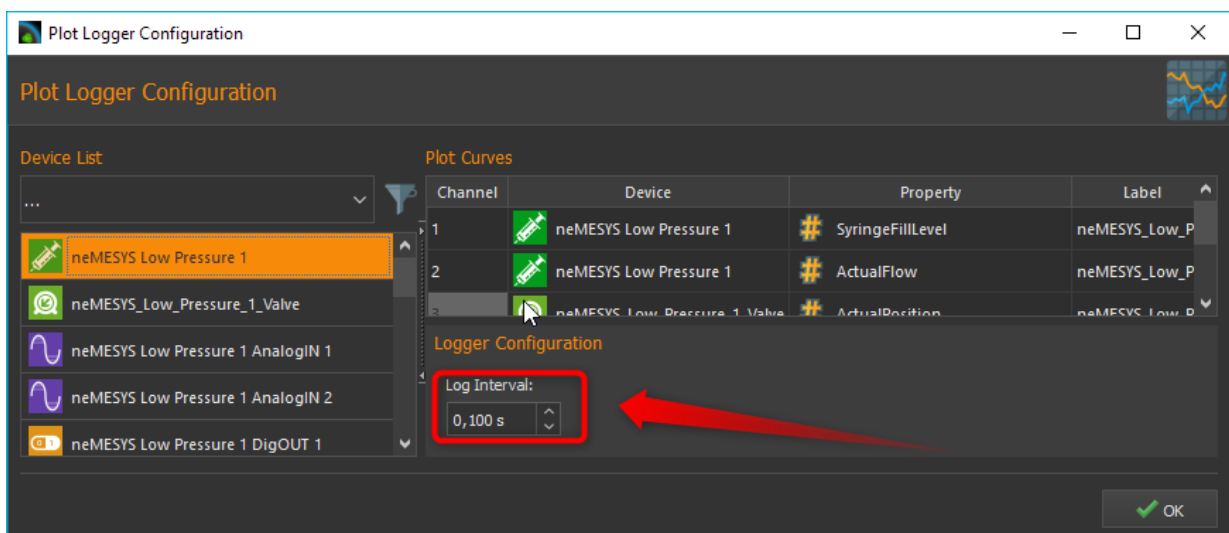 Plot Logger Configuration
Plot Logger Configuration
Device List
...
neMESYS Low Pressure 1
neMESYS_Low_Pressure_1_Valve
neMESYS Low Pressure 1 AnalogIN 1
neMESYS Low Pressure 1 AnalogIN 2
neMESYS Low Pressure 1 DigOUT 1
Plot Curves
Channel Device Property Label
1 neMESYS Low Pressure 1 # SyringeFillLevel neMESYS_Low_P
2 neMESYS Low Pressure 1 # ActualFlow neMESYS_Low_P
3 neMESYS_Low_Pressure_1_Valve # ActualPosition neMESYS_Low_P
Logger Configuration
Log Interval:
0,100 s
OK